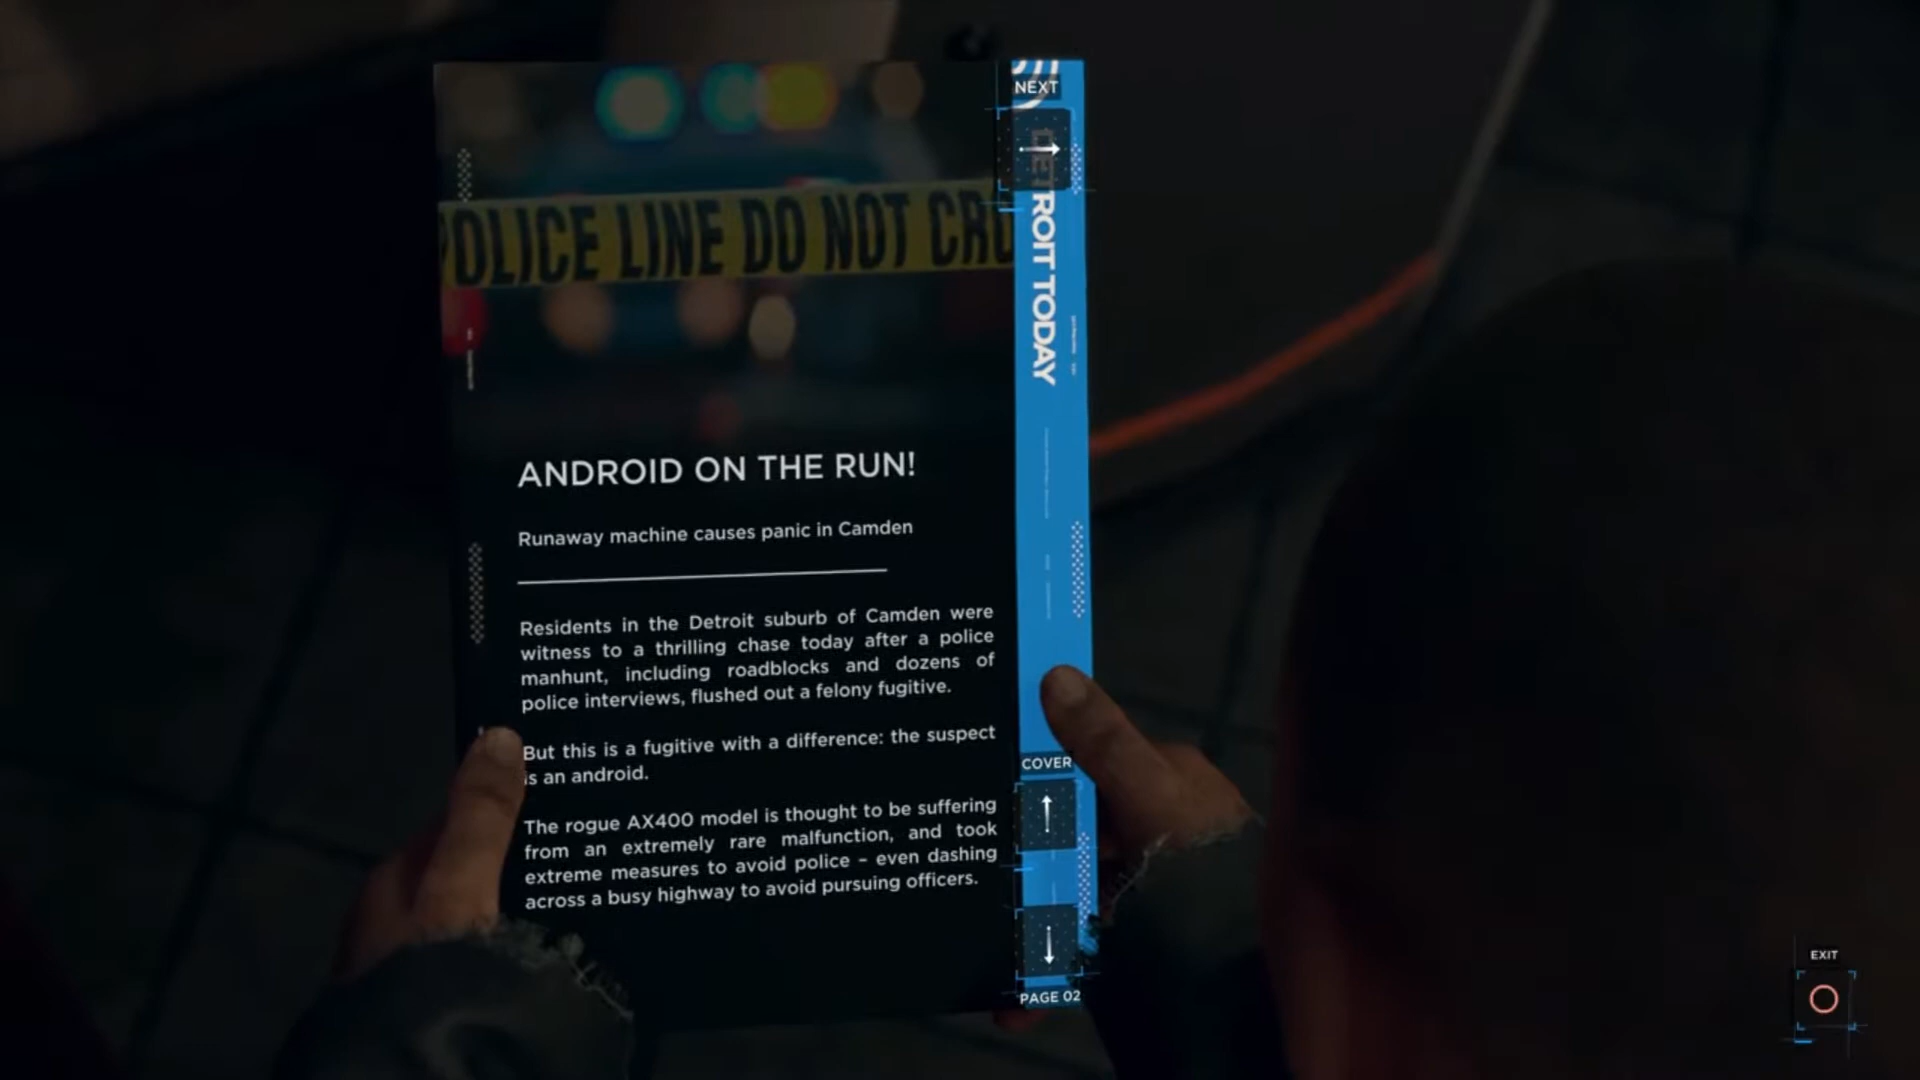 NEXT
POLICE LINE DO NOT CRO
DETROIT TODAY
ANDROID ON THE RUN!
Runaway machine causes panic in Camden
Residents in the Detroit suburb of Camden were
witness to a thrilling chase today after a police
manhunt, including roadblocks and dozens of
police interviews, flushed out a felony fugitive.
But this is a fugitive with a difference: the suspect
is an android.
The rogue AX400 model is thought to be suffering
from an extremely rare malfunction, and took
extreme measures to avoid police – even dashing
across a busy highway to avoid pursuing officers.
COVER
PAGE 02
EXIT